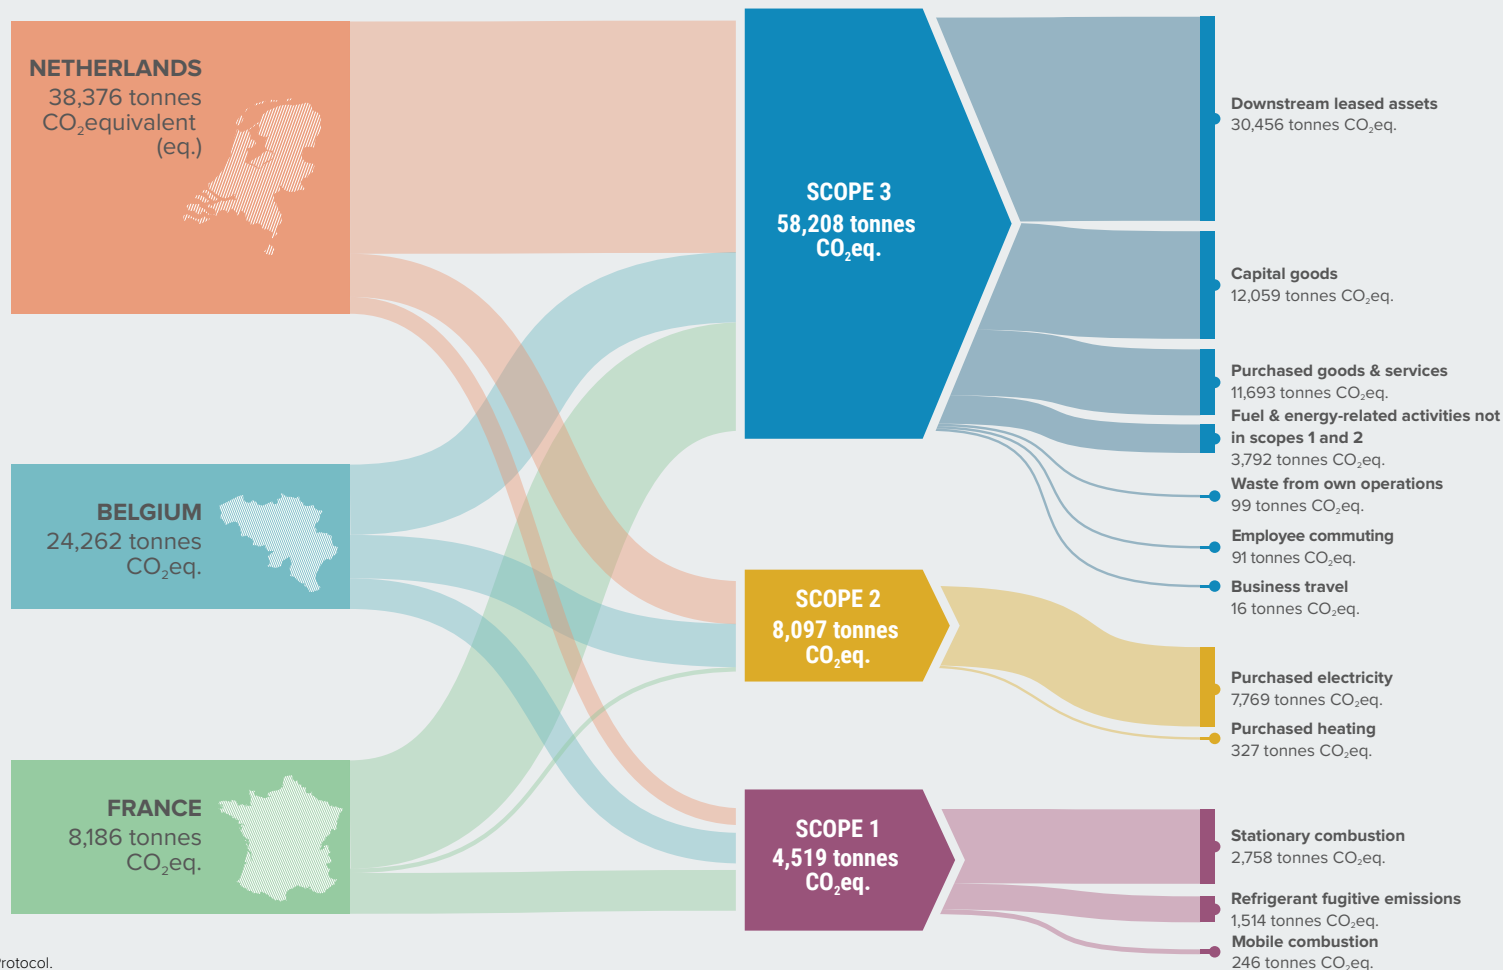 NETHERLANDS
38,376 tonnes
CO₂equivalent
(eq.)
BELGIUM
24,262 tonnes
CO₂eq.
FRANCE
8,186 tonnes
CO₂eq.
SCOPE 3
58,208 tonnes
CO₂eq.
SCOPE 2
8,097 tonnes
CO₂eq.
SCOPE 1
4,519 tonnes
CO₂eq.
Downstream leased assets
30,456 tonnes CO₂eq.
Capital goods
12,059 tonnes CO₂eq.
Purchased goods & services
11,693 tonnes CO₂eq.
Fuel & energy-related activities not
in scopes 1 and 2
3,792 tonnes CO₂eq.
Waste from own operations
99 tonnes CO₂eq.
Employee commuting
91 tonnes CO₂eq.
Business travel
16 tonnes CO₂eq.
Purchased electricity
7,769 tonnes CO₂eq.
Purchased heating
327 tonnes CO₂eq.
Stationary combustion
2,758 tonnes CO₂eq.
Refrigerant fugitive emissions
1,514 tonnes CO₂eq.
Mobile combustion
246 tonnes CO₂eq.
Protocol.